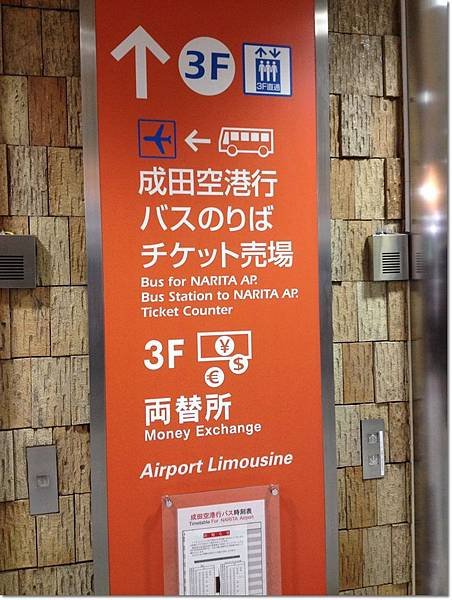 3F
3F直通
成田空港行
バスのりば
チケット売場
Bus for NARITA AP.
Bus Station to NARITA AP.
Ticket Counter
3F
¥
$
€
両替所
Money Exchange
Airport Limousine
成田空港行バス時刻表
Timetable For NARITA Airport